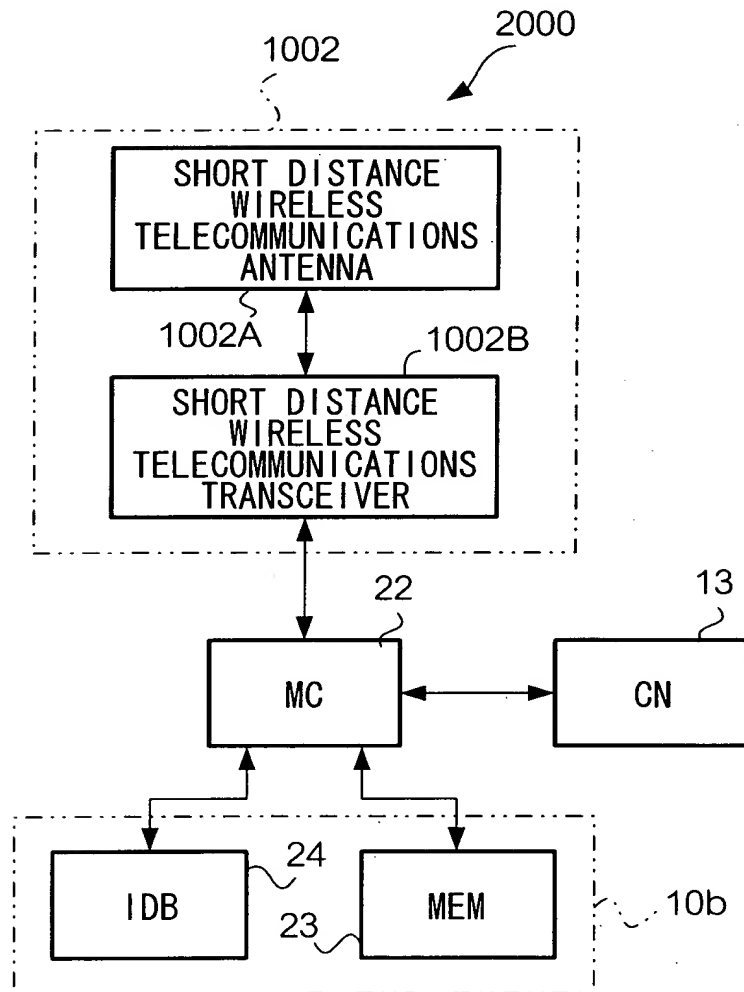 2000
1002
SHORT DISTANCE
WIRELESS
TELECOMMUNICATIONS
ANTENNA
1002A
1002B
SHORT DISTANCE
WIRELESS
TELECOMMUNICATIONS
TRANSCEIVER
22
13
MC
CN
24
IDB
MEM
23
10b